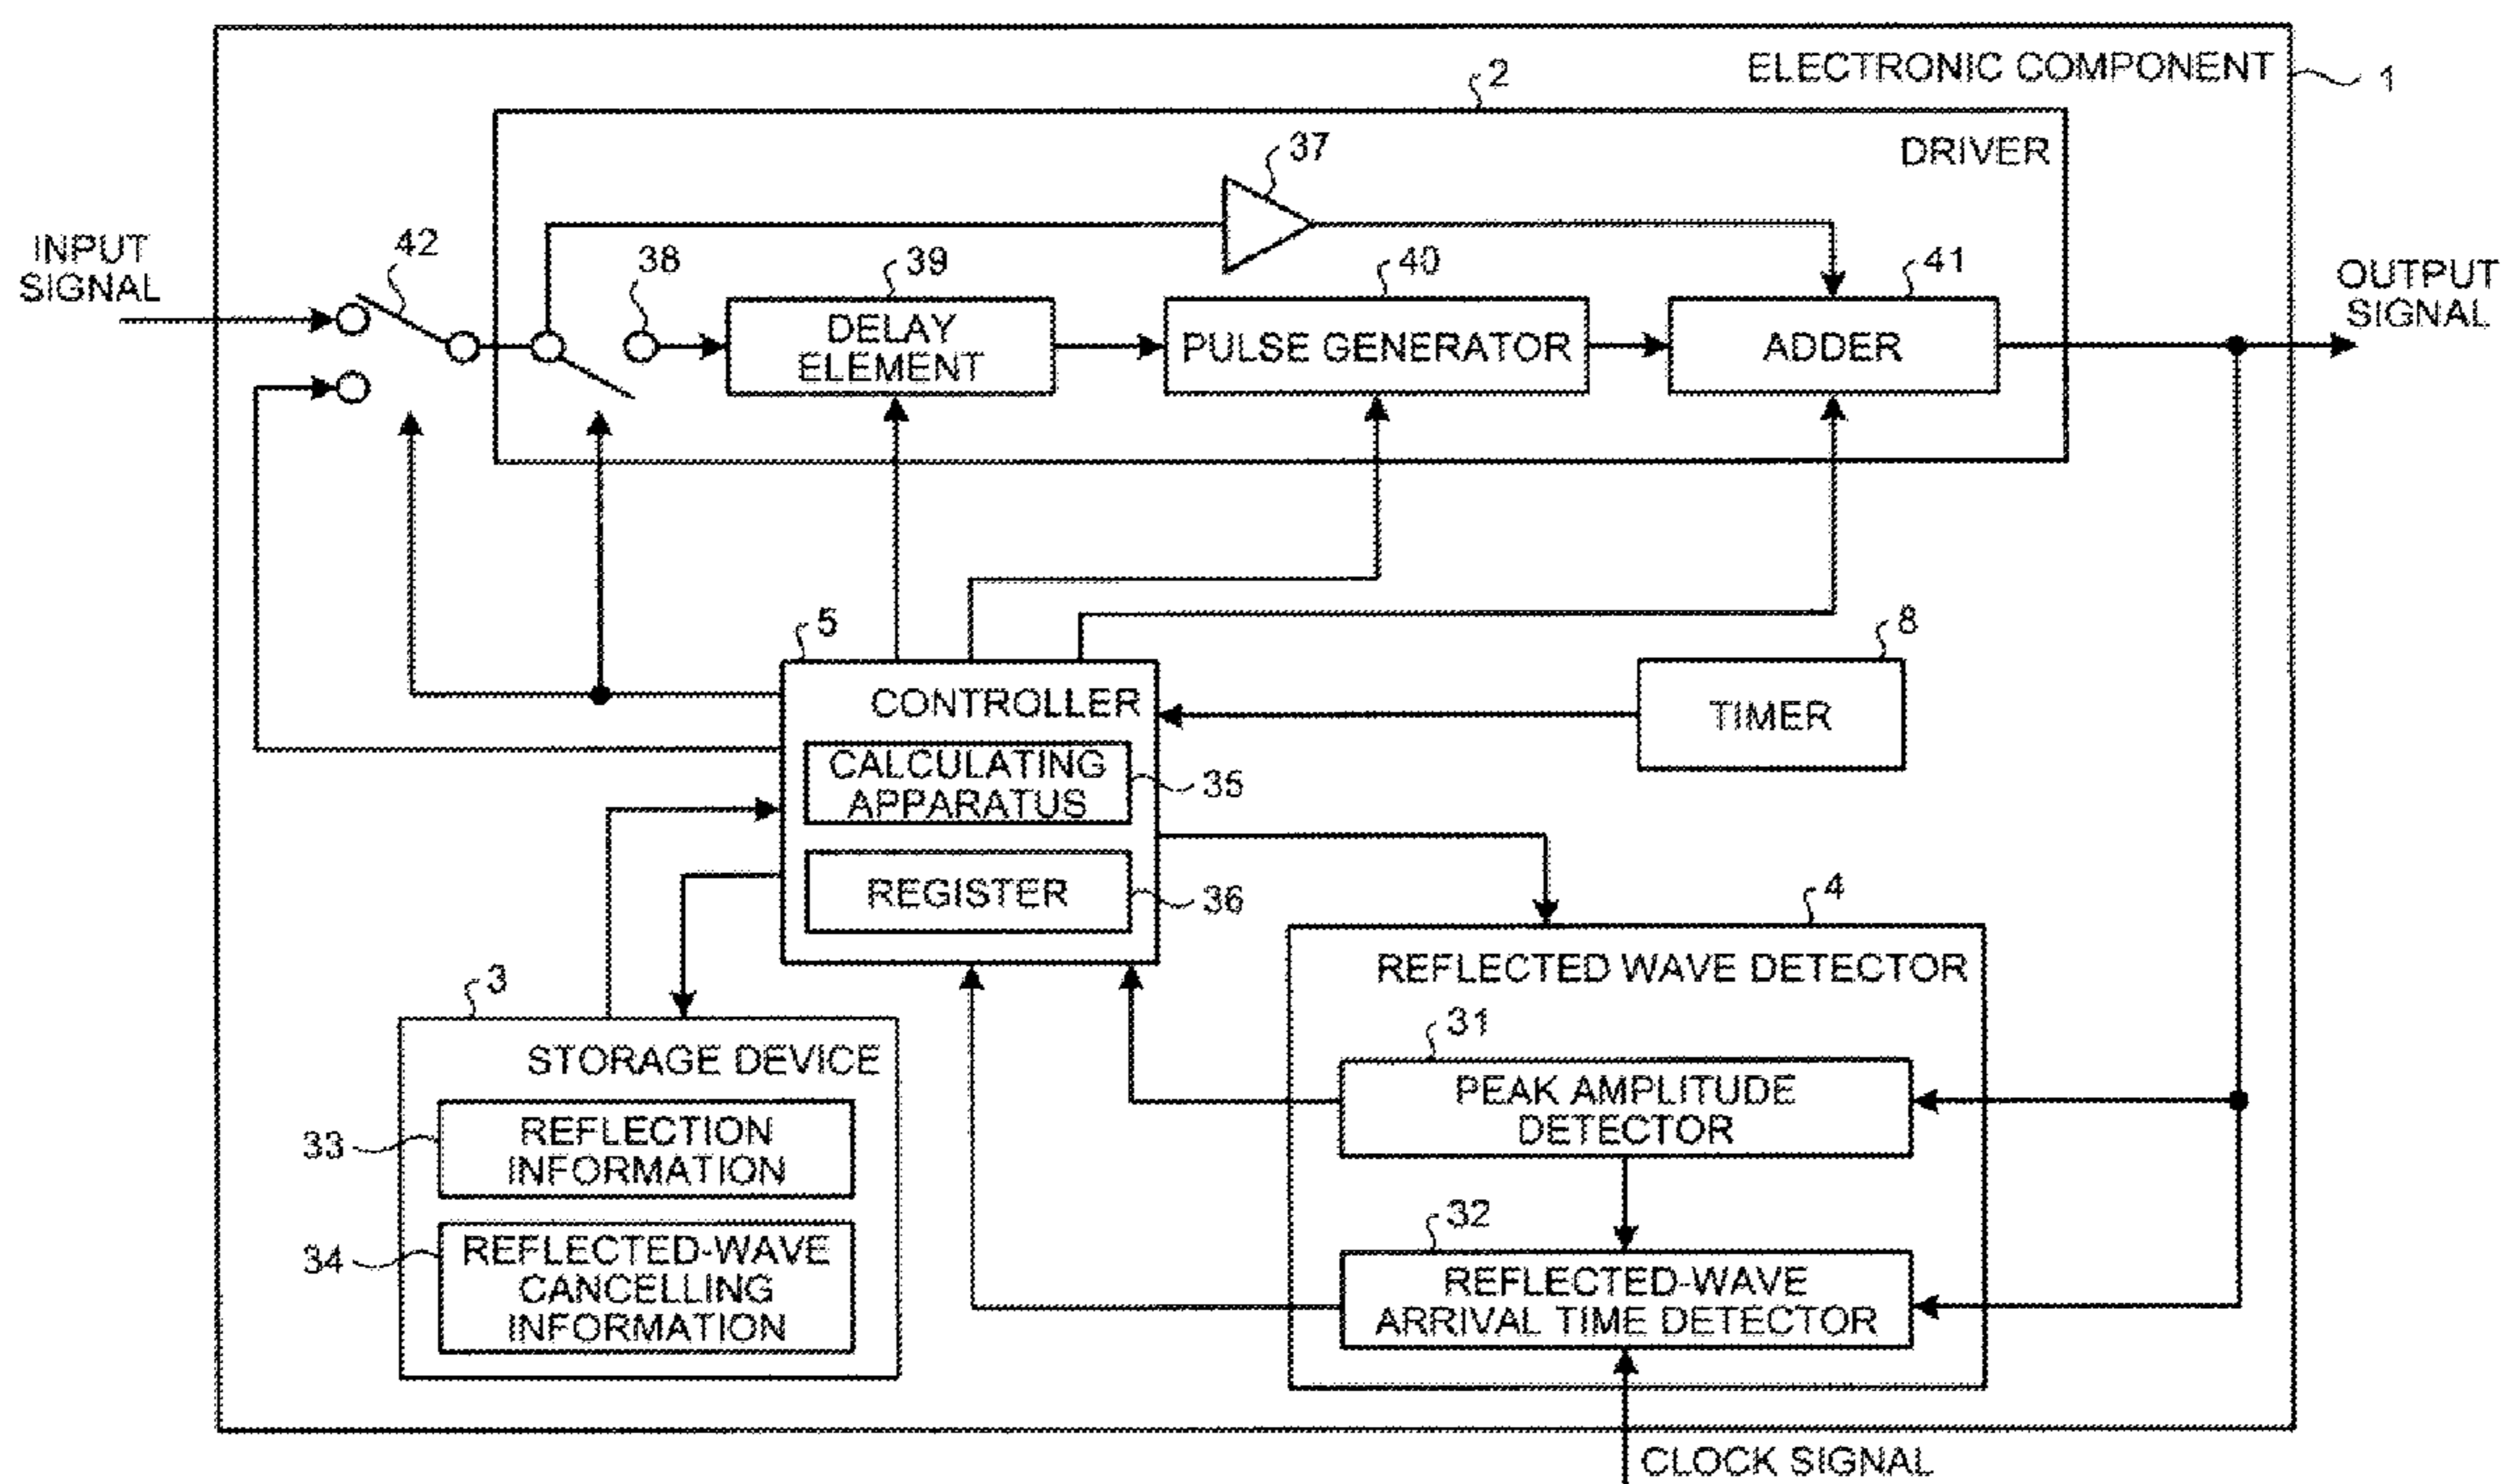 ELECTRONIC COMPONENT
1
2
DRIVER
37
INPUT
SIGNAL
42
38
39
40
41
OUTPUT
SIGNAL
DELAY
ELEMENT
PULSE GENERATOR
ADDER
5
CONTROLLER
8
TIMER
CALCULATING
APPARATUS
35
REGISTER
36
3
STORAGE DEVICE
33
REFLECTION
INFORMATION
34
REFLECTED-WAVE
CANCELLING
INFORMATION
4
REFLECTED WAVE DETECTOR
31
PEAK AMPLITUDE
DETECTOR
32
REFLECTED-WAVE
ARRIVAL TIME DETECTOR
CLOCK SIGNAL